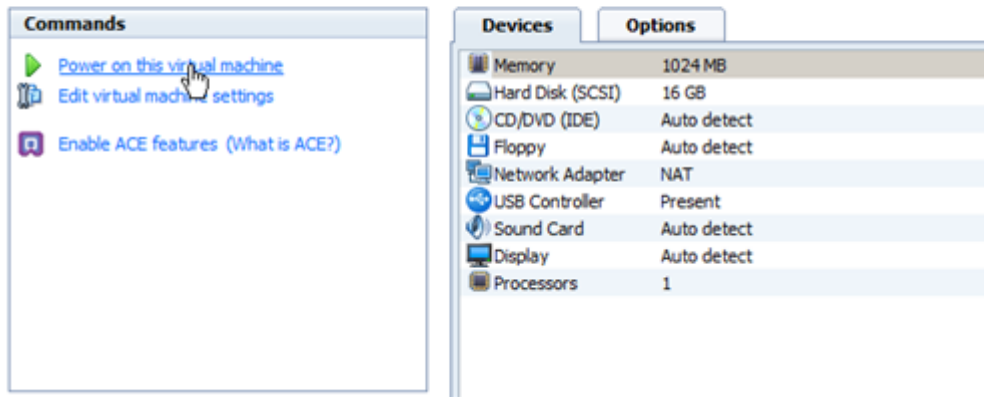 Commands
Power on this virtual machine
Edit virtual machine settings
Enable ACE features (What is ACE?)
Devices Options
Memory 1024 MB
Hard Disk (SCSI) 16 GB
CD/DVD (IDE) Auto detect
Floppy Auto detect
Network Adapter NAT
USB Controller Present
Sound Card Auto detect
Display Auto detect
Processors 1